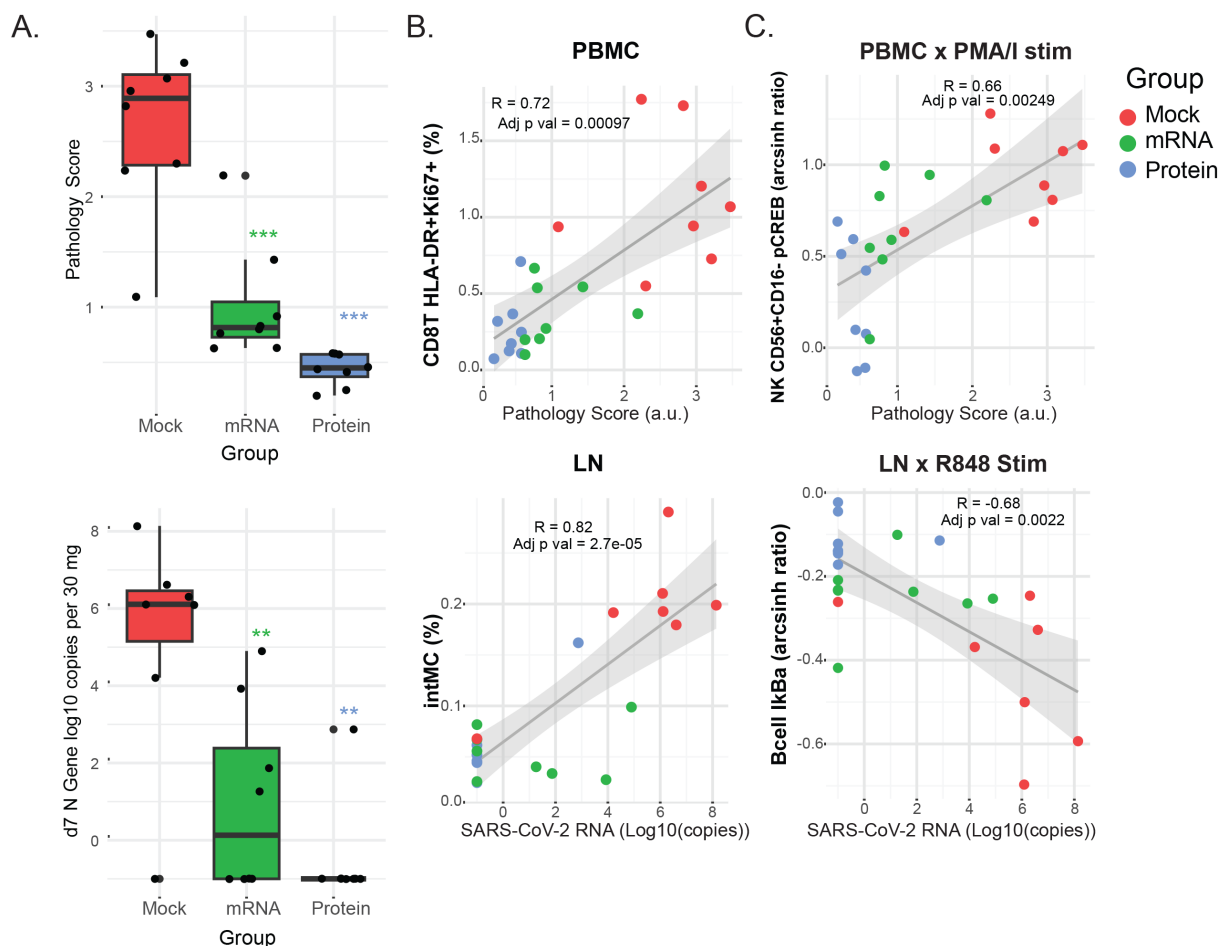 A.
Pathology Score
3
2
1
***
***
Mock
mRNA
Protein
Group
d7 N Gene log10 copies per 30 mg
8
6
4
2
0
**
**
Mock
mRNA
Protein
Group
B.
PBMC
R = 0.72
Adj p val = 0.00097
CD8T HLA-DR+Ki67+ (%)
1.5
1.0
0.5
0.0
0
1
2
3
Pathology Score (a.u.)
LN
R = 0.82
Adj p val = 2.7e-05
intMC (%)
0.2
0.1
0.0
0
2
4
6
8
SARS-CoV-2 RNA (Log10(copies))
C.
PBMC x PMA/I stim
R = 0.66
Adj p val = 0.00249
NK CD56+CD16- pCREB (arcsinh ratio)
1.0
0.5
0.0
0
1
2
3
Pathology Score (a.u.)
LN x R848 Stim
R = -0.68
Adj p val = 0.0022
Bcell IkBa (arcsinh ratio)
0.0
-0.2
-0.4
-0.6
0
2
4
6
8
SARS-CoV-2 RNA (Log10(copies))
Group
Mock
mRNA
Protein